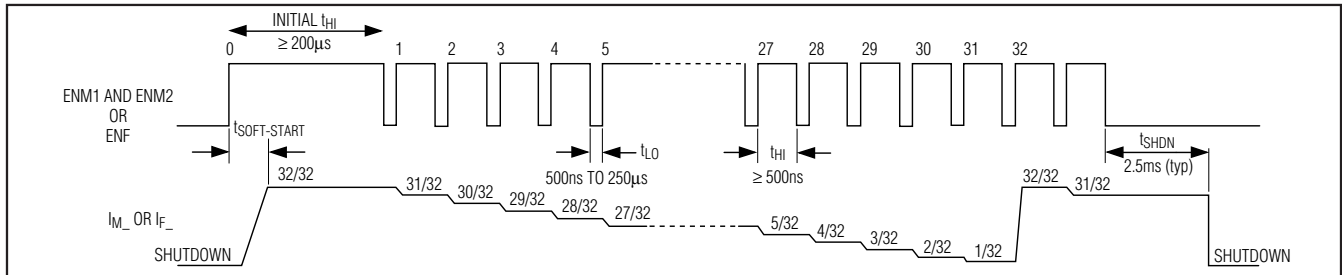 INITIAL tHI
≥ 200μs
0 1 2 3 4 5 27 28 29 30 31 32
ENM1 AND ENM2
OR
ENF
tSOFT-START
tLO
500ns TO 250μs
tHI
≥ 500ns
tSHDN
2.5ms (typ)
32/32 31/32 30/32 29/32 28/32 27/32 5/32 4/32 3/32 2/32 1/32 32/32 31/32
IM_ OR IF_
SHUTDOWN SHUTDOWN